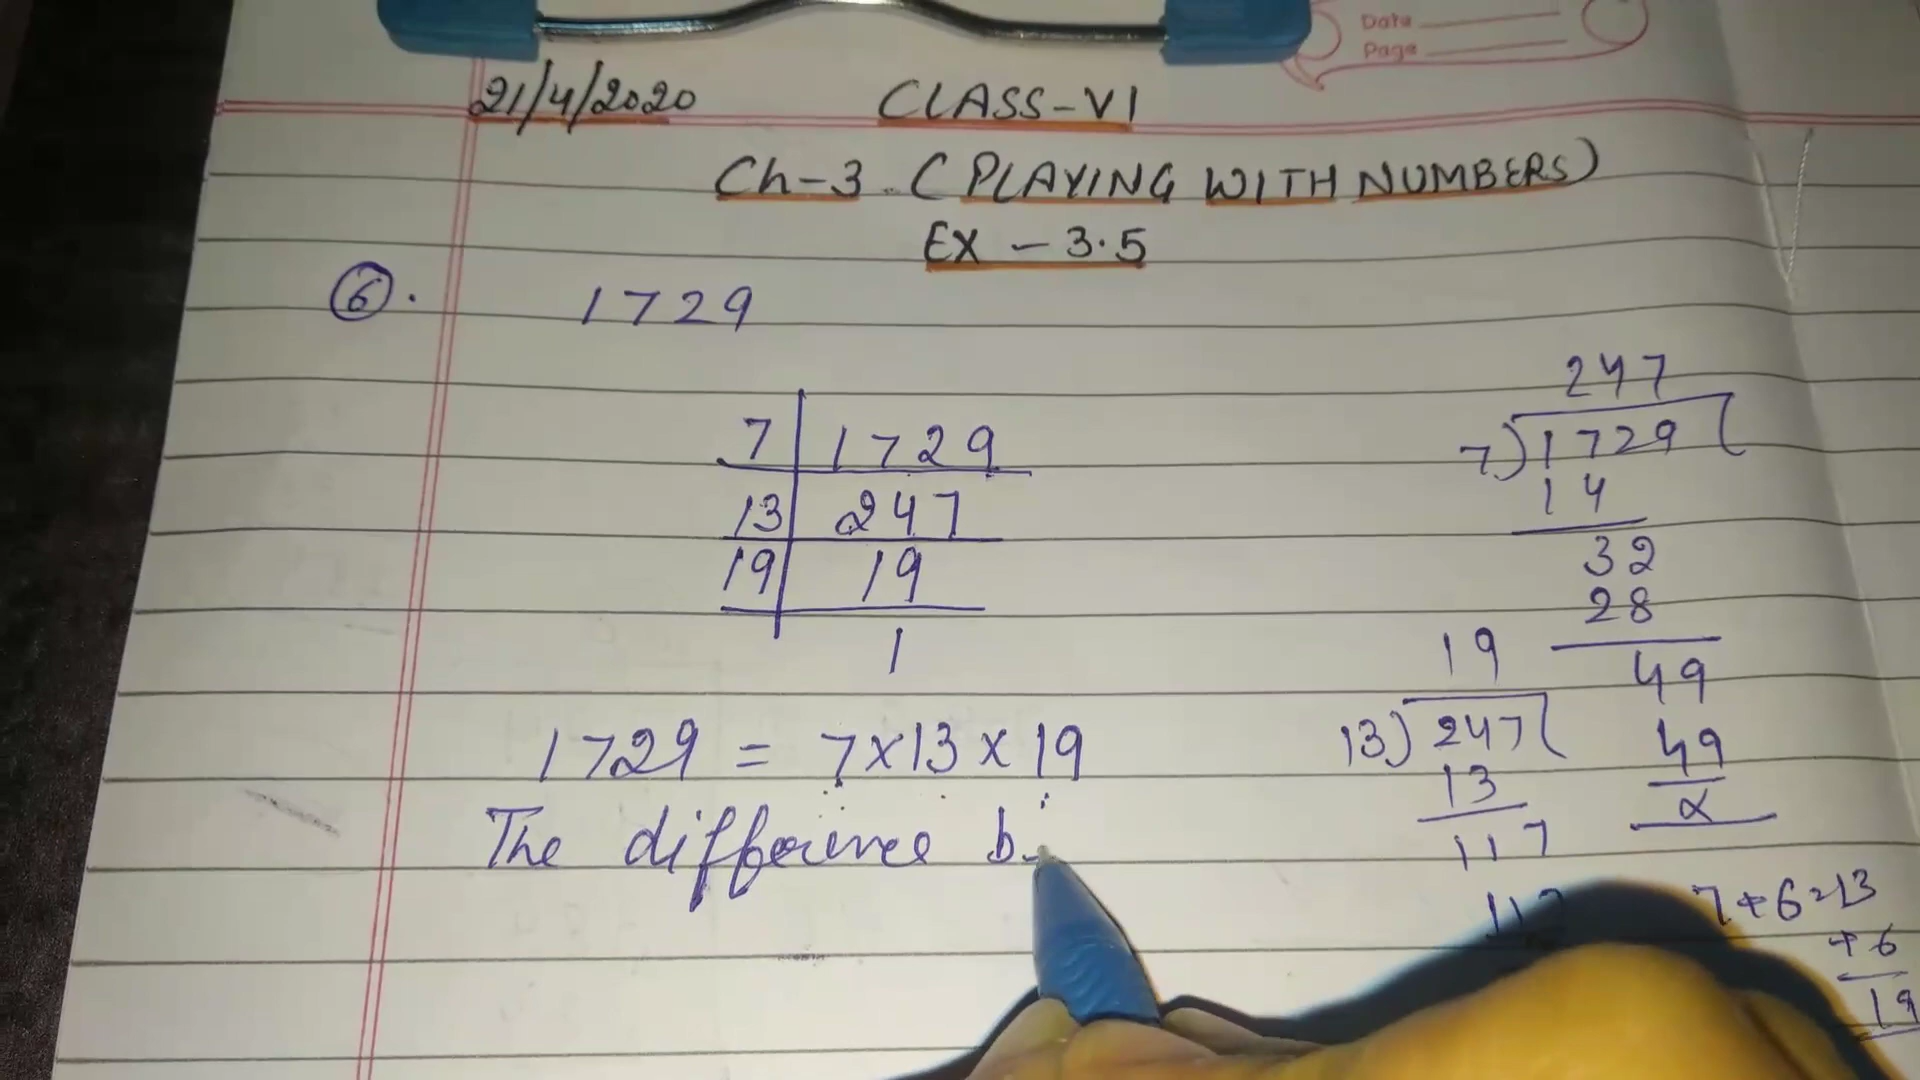 Date
Page
21/4/2020 CLASS-VI
Ch-3 (PLAYING WITH NUMBERS)
EX - 3.5
6. 1729
7 | 1729
13 | 247
19 | 19
1
1729 = 7×13×19
The difference b
247
7)1729(
14
32
28
49
49
19
13)247(
13
117
7+6=13
+6
19